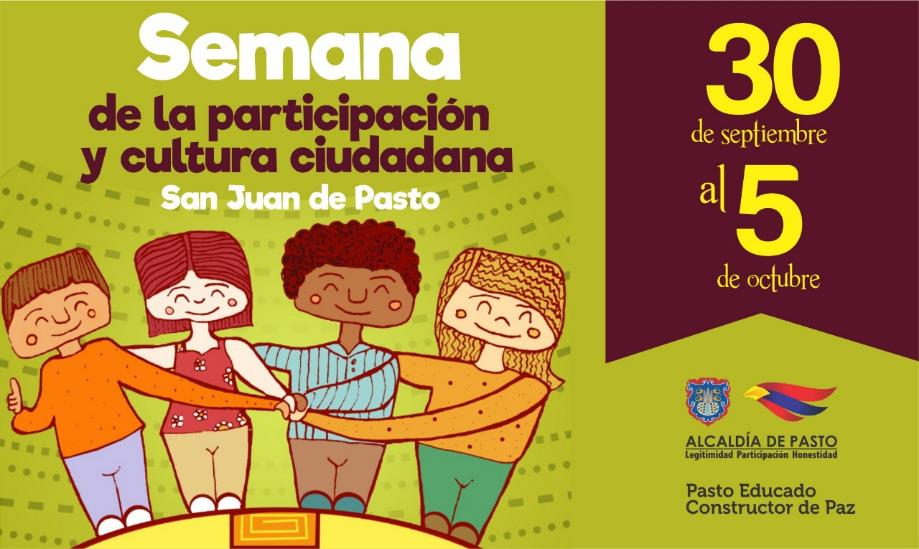 Semana
de la participación
y cultura ciudadana
San Juan de Pasto
30
de septiembre
al 5
de octubre
ALCALDÍA DE PASTO
Legitimidad Participación Honestidad
Pasto Educado
Constructor de Paz